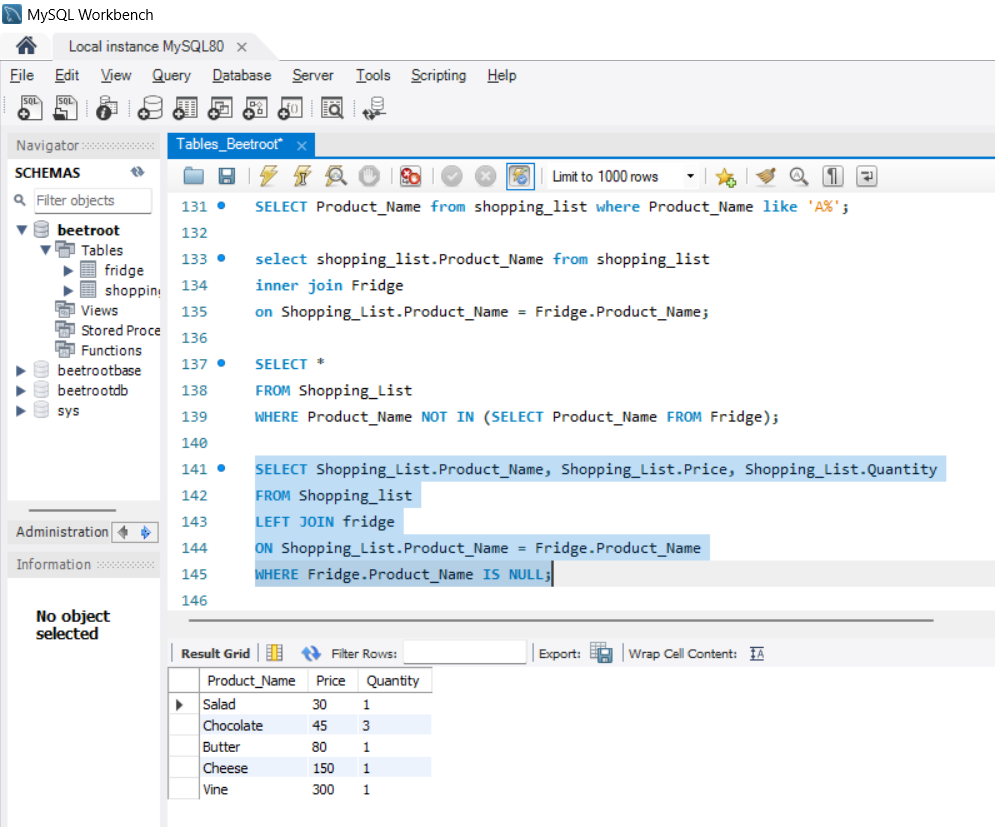 MySQL Workbench
Local instance MySQL80
File Edit View Query Database Server Tools Scripting Help
Navigator
SCHEMAS
Filter objects
beetroot
Tables
fridge
shopping
Views
Stored Proce
Functions
beetrootbase
beetrootdb
sys
Administration
Information
No object
selected
Tables_Beetroot*
Limit to 1000 rows
131 SELECT Product_Name from shopping_list where Product_Name like 'A%';
132
133 select shopping_list.Product_Name from shopping_list
134 inner join Fridge
135 on Shopping_List.Product_Name = Fridge.Product_Name;
136
137 SELECT *
138 FROM Shopping_List
139 WHERE Product_Name NOT IN (SELECT Product_Name FROM Fridge);
140
141 SELECT Shopping_List.Product_Name, Shopping_List.Price, Shopping_List.Quantity
142 FROM Shopping_list
143 LEFT JOIN fridge
144 ON Shopping_List.Product_Name = Fridge.Product_Name
145 WHERE Fridge.Product_Name IS NULL;
146
Result Grid Filter Rows: Export: Wrap Cell Content:
Product_Name Price Quantity
Salad 30 1
Chocolate 45 3
Butter 80 1
Cheese 150 1
Vine 300 1